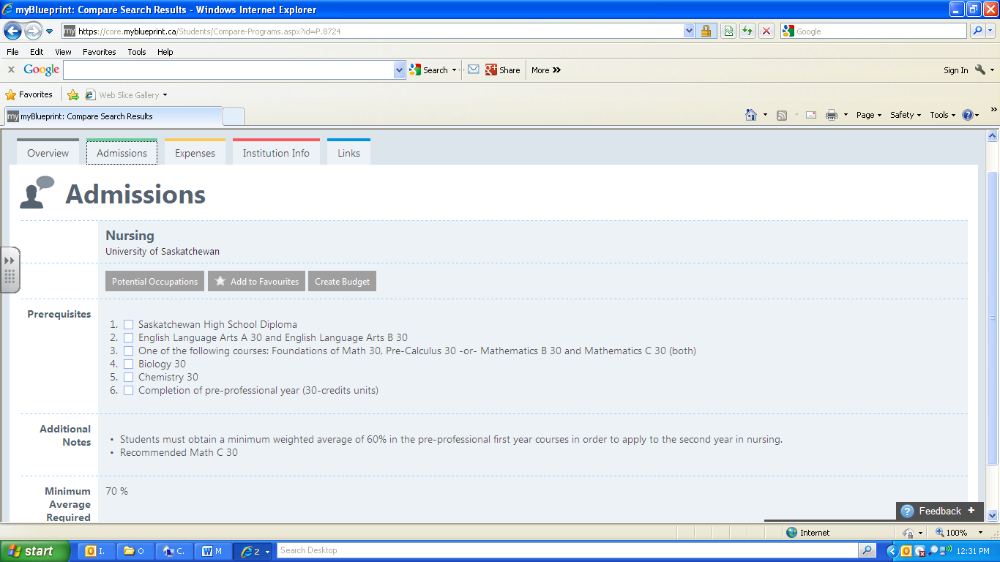 myBlueprint: Compare Search Results - Windows Internet Explorer
my https://core.myblueprint.ca/Students/Compare-Programs.aspx?id=P.8724 Google
File Edit View Favorites Tools Help
x Google Search Share More »» Sign In
Favorites Web Slice Gallery
my myBlueprint: Compare Search Results Page Safety Tools »
Overview Admissions Expenses Institution Info Links
Admissions
Nursing
University of Saskatchewan
Potential Occupations Add to Favourites Create Budget
Prerequisites
1. Saskatchewan High School Diploma
2. English Language Arts A 30 and English Language Arts B 30
3. One of the following courses: Foundations of Math 30, Pre-Calculus 30 -or- Mathematics B 30 and Mathematics C 30 (both)
4. Biology 30
5. Chemistry 30
6. Completion of pre-professional year (30-credits units)
Additional
Notes
• Students must obtain a minimum weighted average of 60% in the pre-professional first year courses in order to apply to the second year in nursing.
• Recommended Math C 30
Minimum
Average
Required
70 %
? Feedback +
Internet 100%
start I. O C. M 2 Search Desktop 12:31 PM